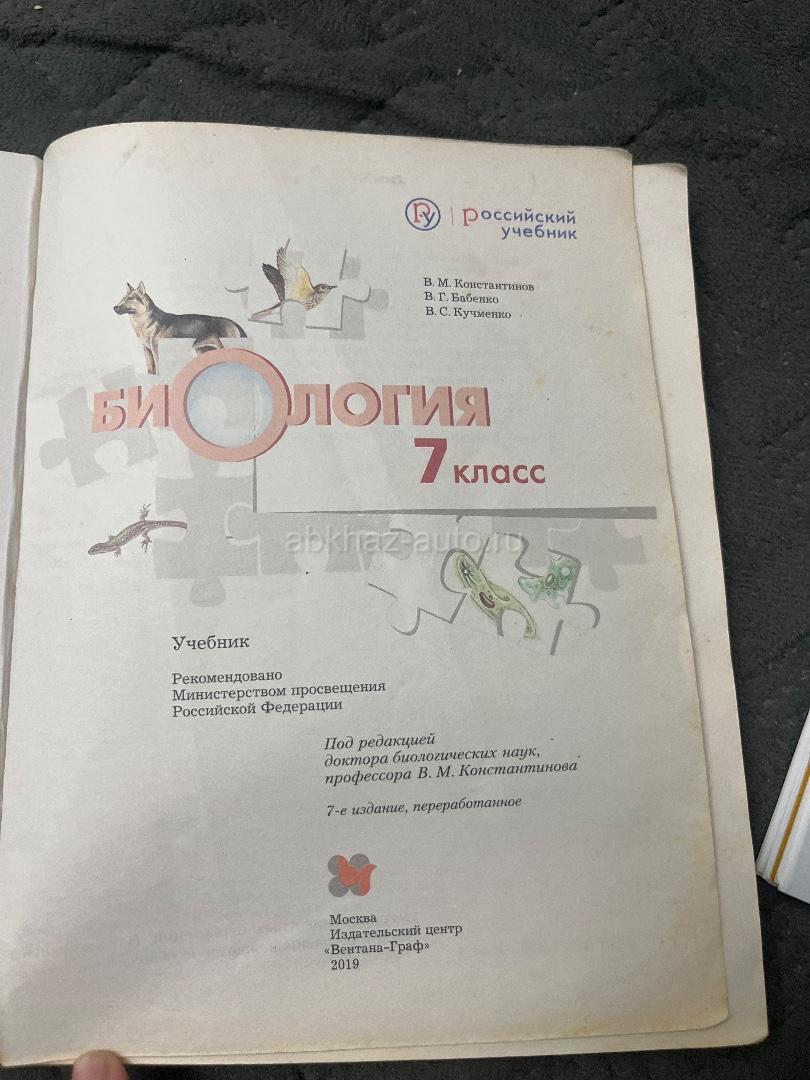 РУ | Российский
учебник
В. М. Константинов
В. Г. Бабенко
В. С. Кучменко
БИОЛОГИЯ
7 класс
abkhaz-auto.ru
Учебник
Рекомендовано
Министерством просвещения
Российской Федерации
Под редакцией
доктора биологических наук,
профессора В. М. Константинова
7-е издание, переработанное
Москва
Издательский центр
«Вентана-Граф»
2019